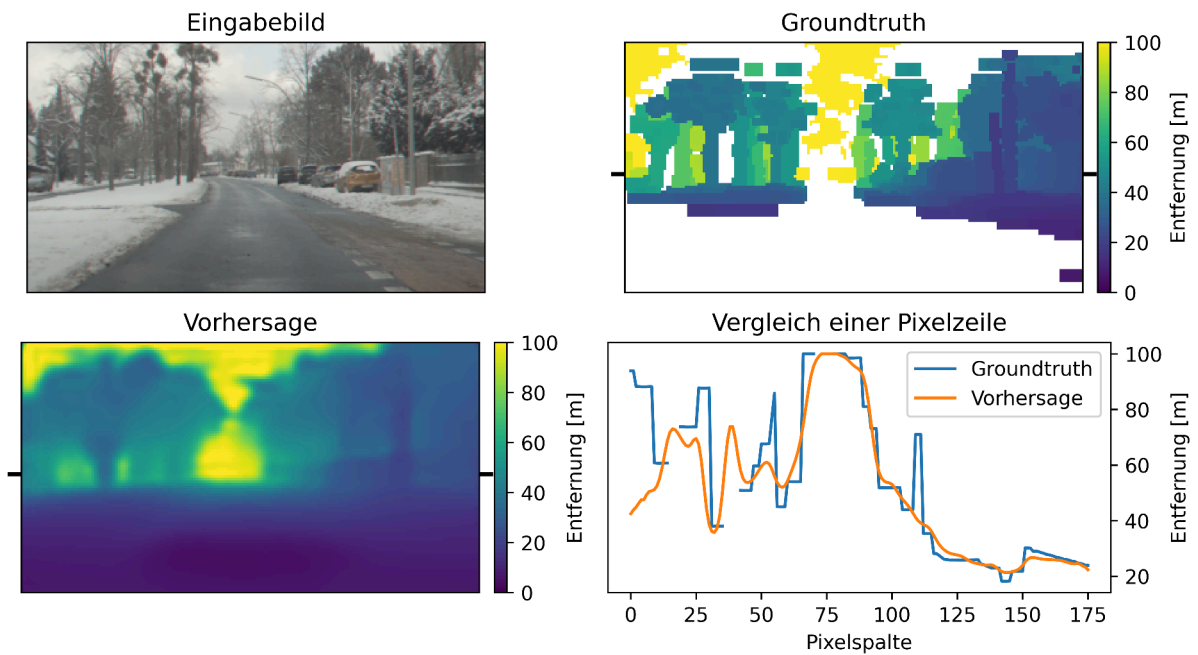 Eingabebild
Groundtruth
100
80
60
40
20
0
Entfernung [m]
Vorhersage
100
80
60
40
20
0
Entfernung [m]
Vergleich einer Pixelzeile
Groundtruth
Vorhersage
100
80
60
40
20
Entfernung [m]
0 25 50 75 100 125 150 175
Pixelspalte